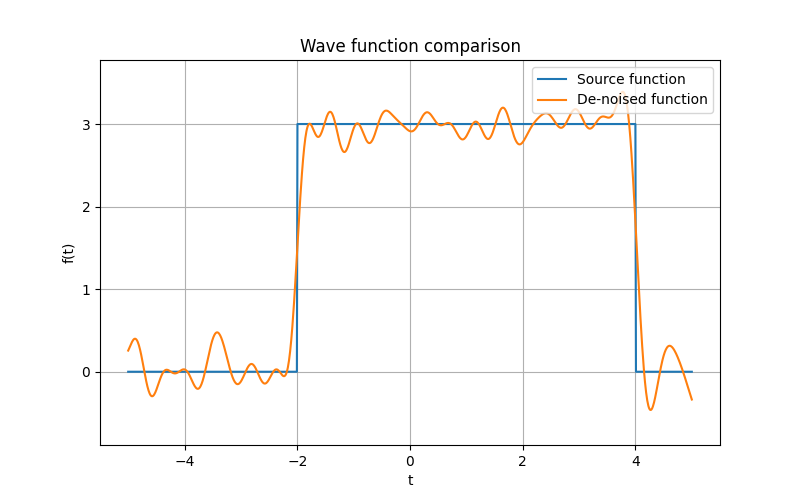 Wave function comparison
Source function
De-noised function
f(t)
3
2
1
0
−4
−2
0
2
4
t